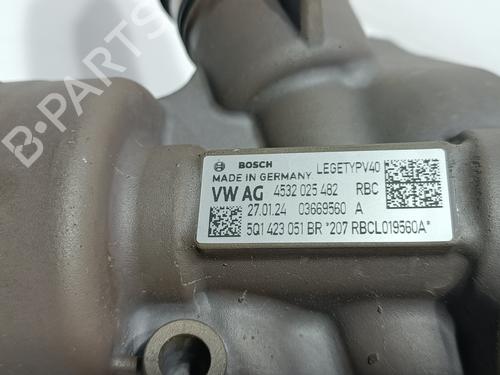 B-PARTS
BOSCH LEGETYPV40
MADE IN GERMANY
VW AG 4532 025 482 RBC
27.01.24 03669560 A
5Q1 423 051 BR *207 RBCL019560A*